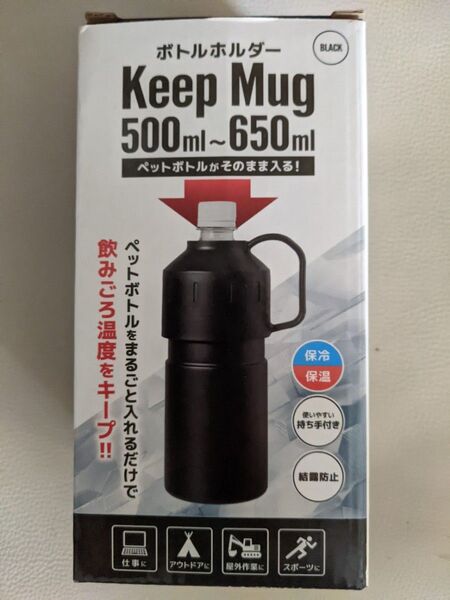 ボトルホルダー
BLACK
Keep Mug
500ml~650ml
ペットボトルがそのまま入る!
ペットボトルをまるごと入れるだけで
飲みごろ温度をキープ!!
保冷
保温
使いやすい
持ち手付き
結露防止
仕事に
アウトドアに
屋外作業に
スポーツに